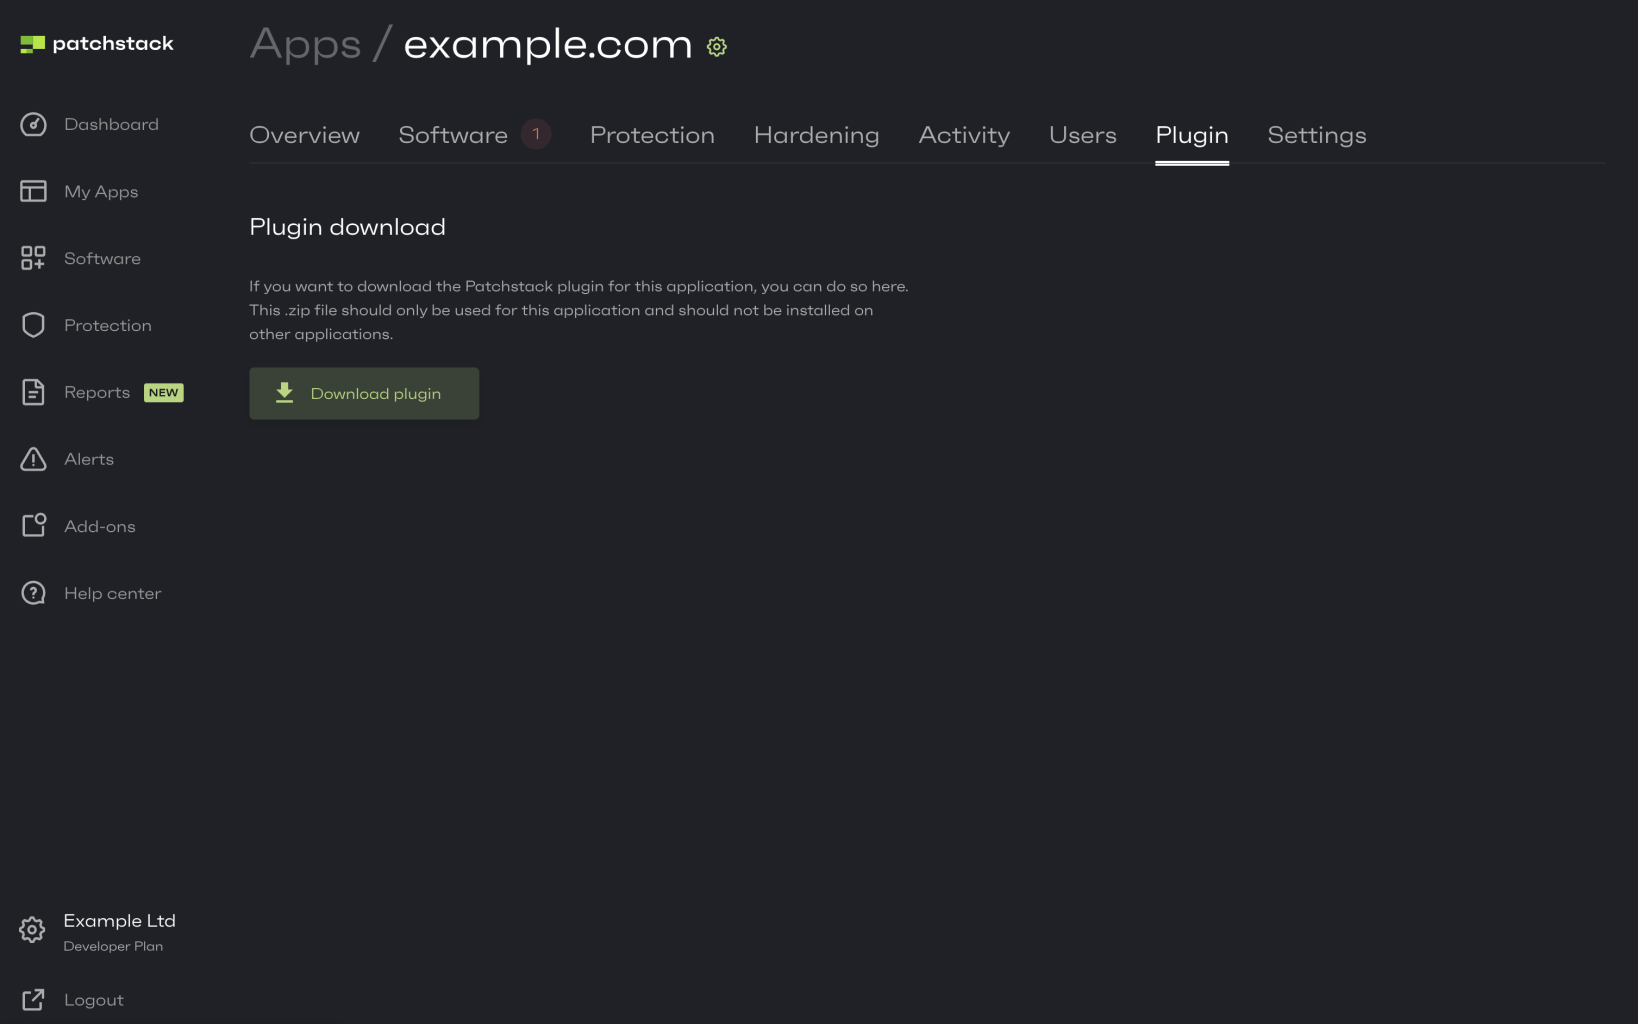 patchstack
Apps / example.com
Dashboard
My Apps
Software
Protection
Reports NEW
Alerts
Add-ons
Help center
Example Ltd
Developer Plan
Logout
Overview Software 1 Protection Hardening Activity Users Plugin Settings
Plugin download
If you want to download the Patchstack plugin for this application, you can do so here.
This .zip file should only be used for this application and should not be installed on
other applications.
Download plugin